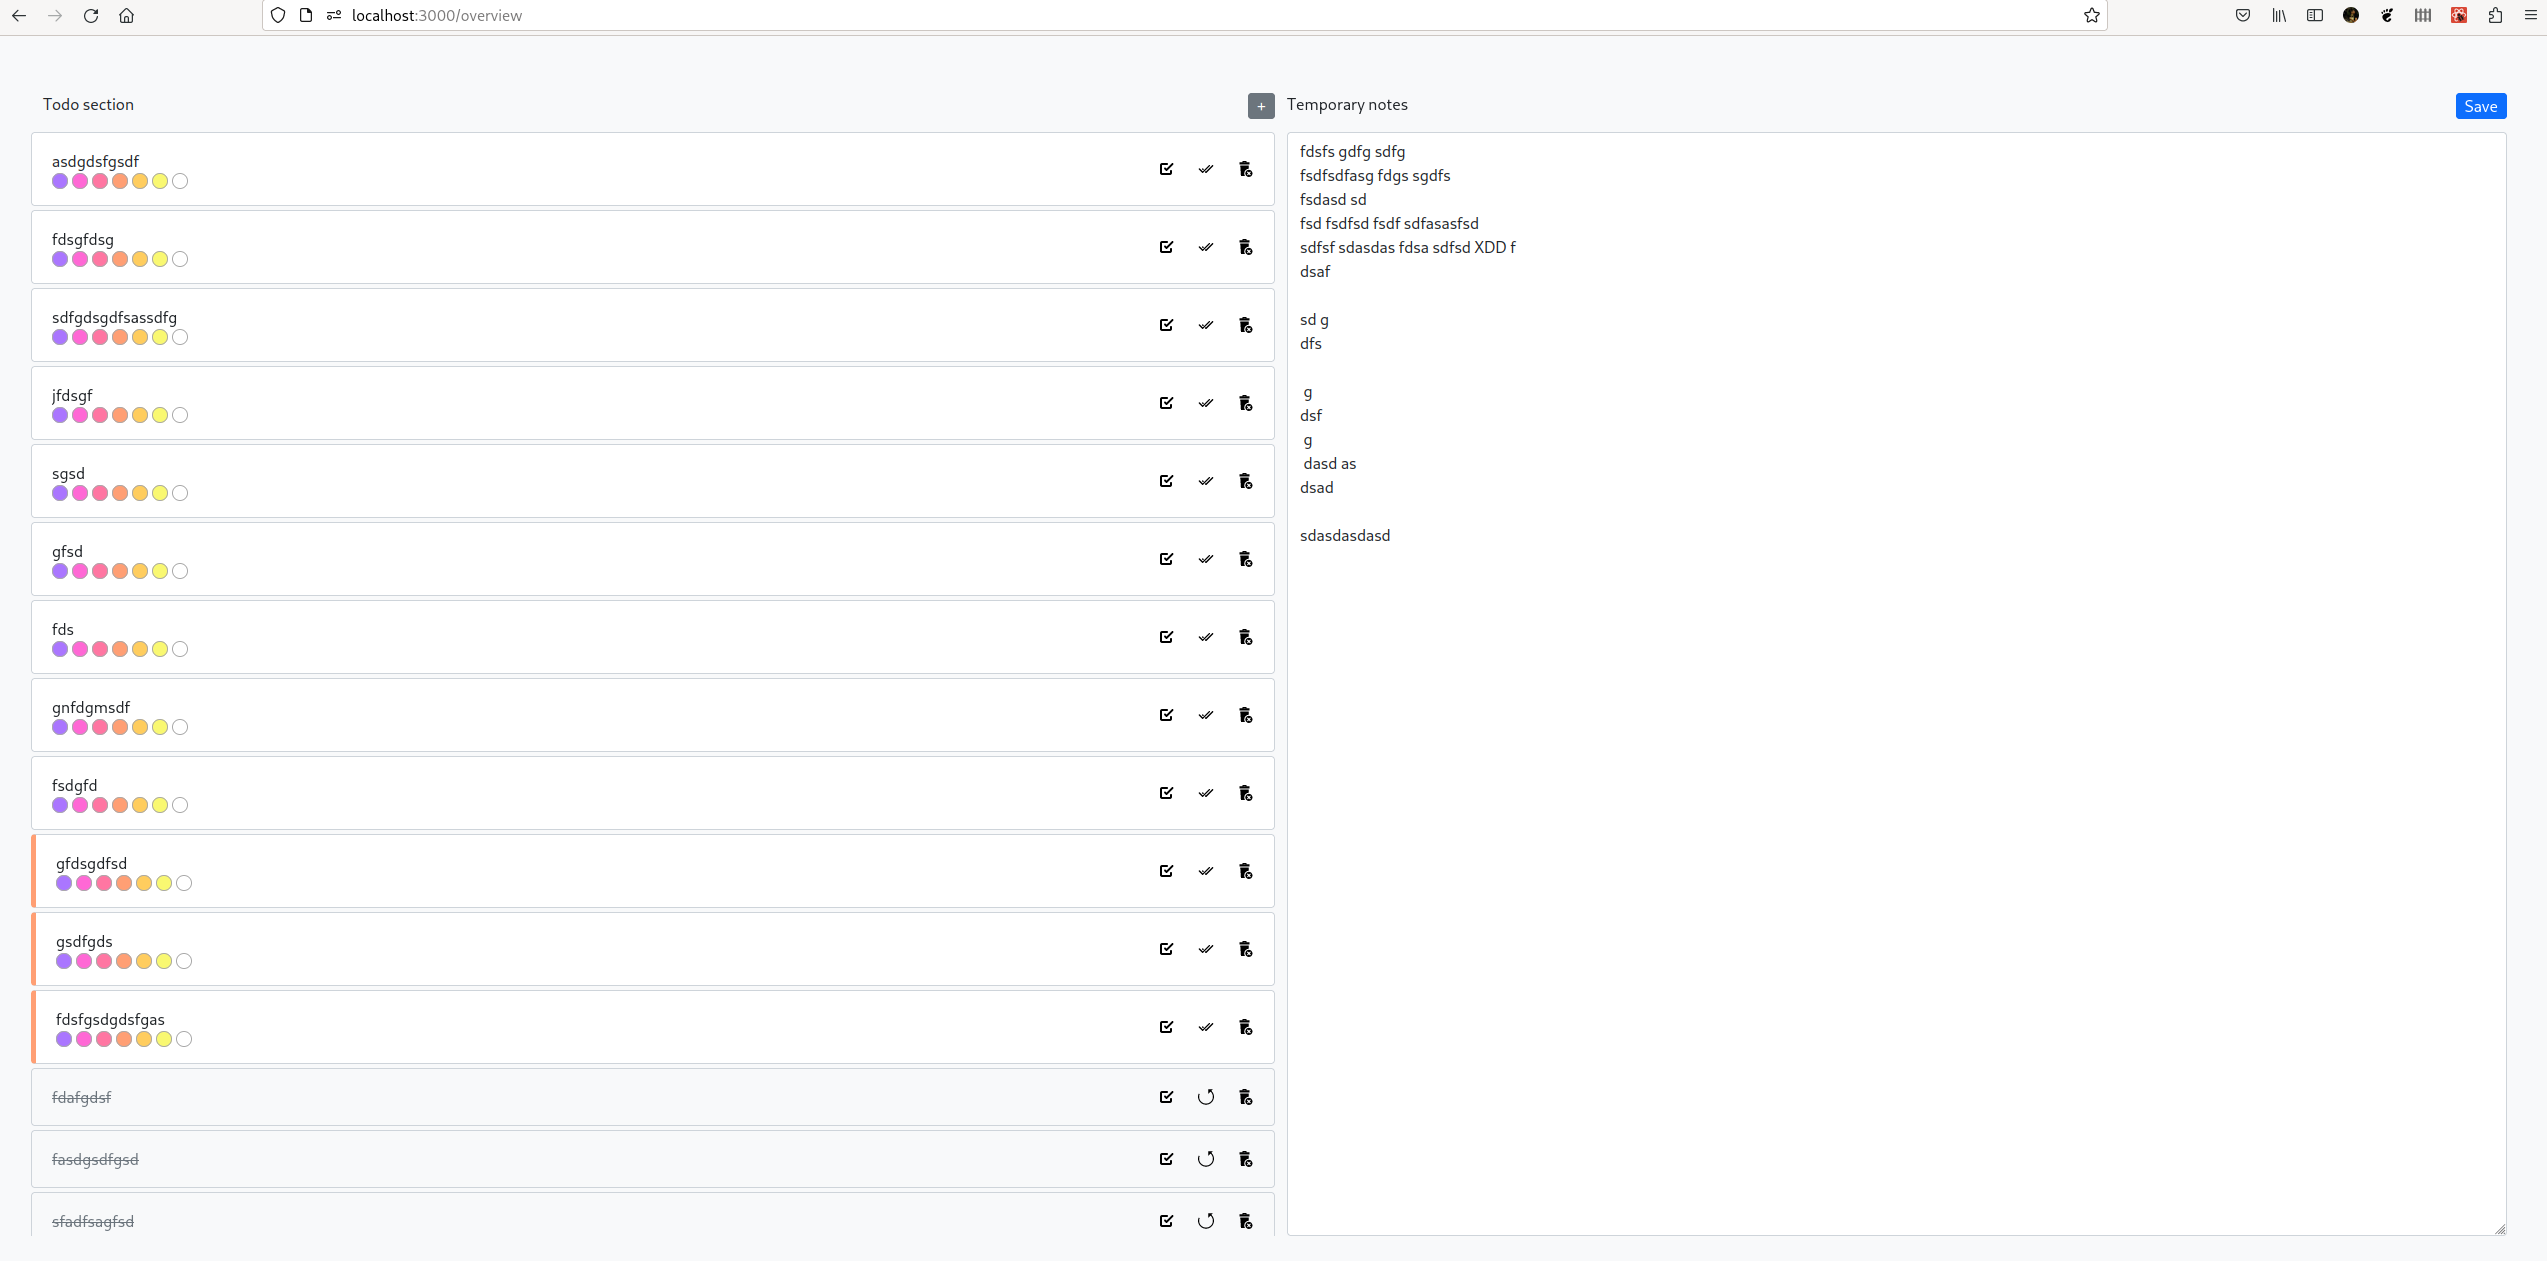 localhost:3000/overview
Todo section
+
asdgdsfgsdf
fdsgfdsg
sdfgdsgdfsassdfg
jfdsgf
sgsd
gfsd
fds
gnfdgmsdf
fsdgfd
gfdsgdfsd
gsdfgds
fdsfgsdgdsfgas
fdafgdsf
fasdgsdfgsd
sfadfsagfsd
Temporary notes
Save
fdsfs gdfg sdfg
fsdfsdfasg fdgs sgdfs
fsdasd sd
fsd fsdfsd fsdf sdfasasfsd
sdfsf sdasdas fdsa sdfsd XDD f
dsaf
sd g
dfs
g
dsf
g
dasd as
dsad
sdasdasdasd